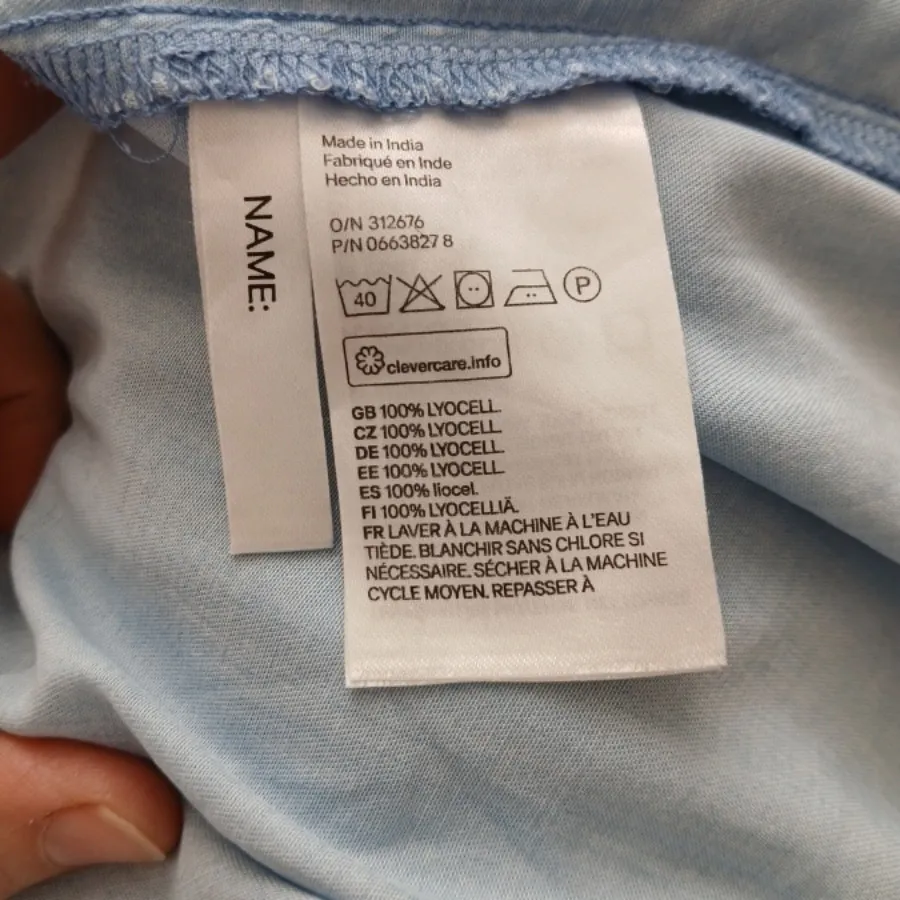 NAME:
Made in India
Fabriqué en Inde
Hecho en India
O/N 312676
P/N 0663827 8
40
P
clevercare.info
GB 100% LYOCELL.
CZ 100% LYOCELL.
DE 100% LYOCELL.
EE 100% LYOCELL.
ES 100% liocel.
FI 100% LYOCELLIÄ.
FR LAVER À LA MACHINE À L'EAU
TIÈDE. BLANCHIR SANS CHLORE SI
NÉCESSAIRE. SÉCHER À LA MACHINE
CYCLE MOYEN. REPASSER À